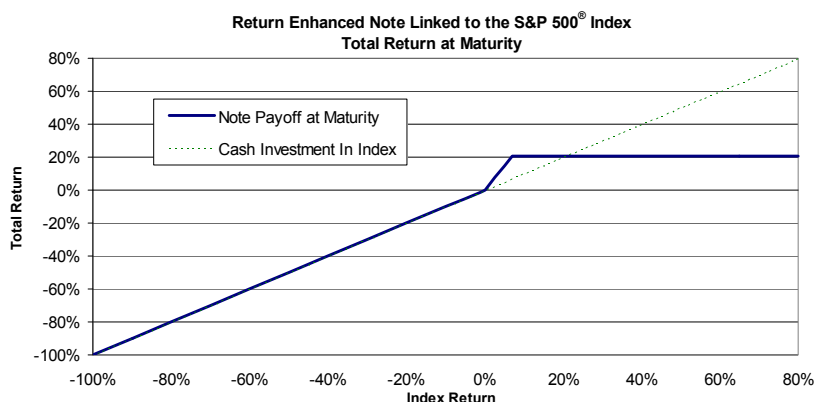 Return Enhanced Note Linked to the S&P 500® Index
Total Return at Maturity
80%
60%
40%
20%
0%
-20%
-40%
-60%
-80%
-100%
Total Return
Note Payoff at Maturity
Cash Investment In Index
-100% -80% -60% -40% -20% 0% 20% 40% 60% 80%
Index Return